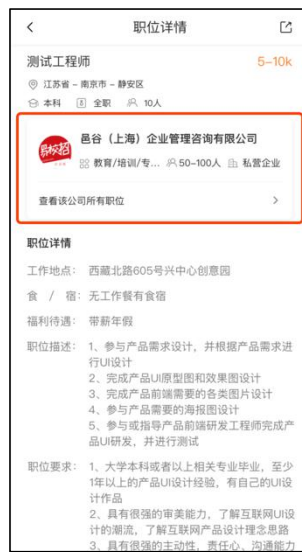 职位详情
测试工程师 5-10k
江苏省 - 南京市 - 静安区
本科 全职 10人
易校招
邑谷（上海）企业管理咨询有限公司
教育/培训/专... 50-100人 私营企业
查看该公司所有职位
职位详情
工作地点： 西藏北路605号兴中心创意园
食 / 宿： 无工作餐有食宿
福利待遇： 带薪年假
职位描述： 1、参与产品需求设计，并根据产品需求进
行UI设计
2、完成产品UI原型图和效果图设计
3、完成产品前端需要的各类图片设计
4、参与产品需要的海报图设计
5、参与或指导产品前端研发工程师完成产
品UI研发，并进行测试
职位要求： 1、大学本科或者以上相关专业毕业，至少
1年以上的产品UI设计经验，有自己的UI设
计作品
2、具有很强的审美能力，了解互联网UI设
计的潮流，了解互联网产品设计理念思路
3、具有很强的主动性，责任心，沟通能力